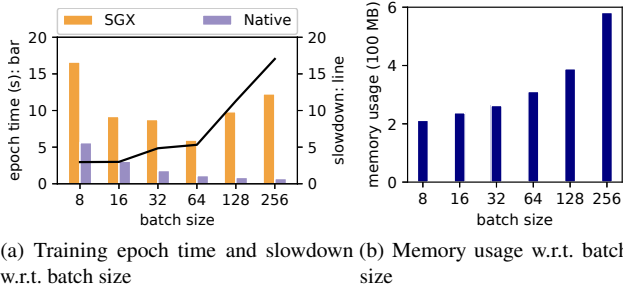 SGX Native
20 20
15 15
10 10
5 5
0 0
epoch time (s): bar
slowdown: line
8 16 32 64 128 256
batch size
6
4
2
0
memory usage (100 MB)
8 16 32 64 128 256
batch size
(a) Training epoch time and slowdown
w.r.t. batch size
(b) Memory usage w.r.t. batch
size